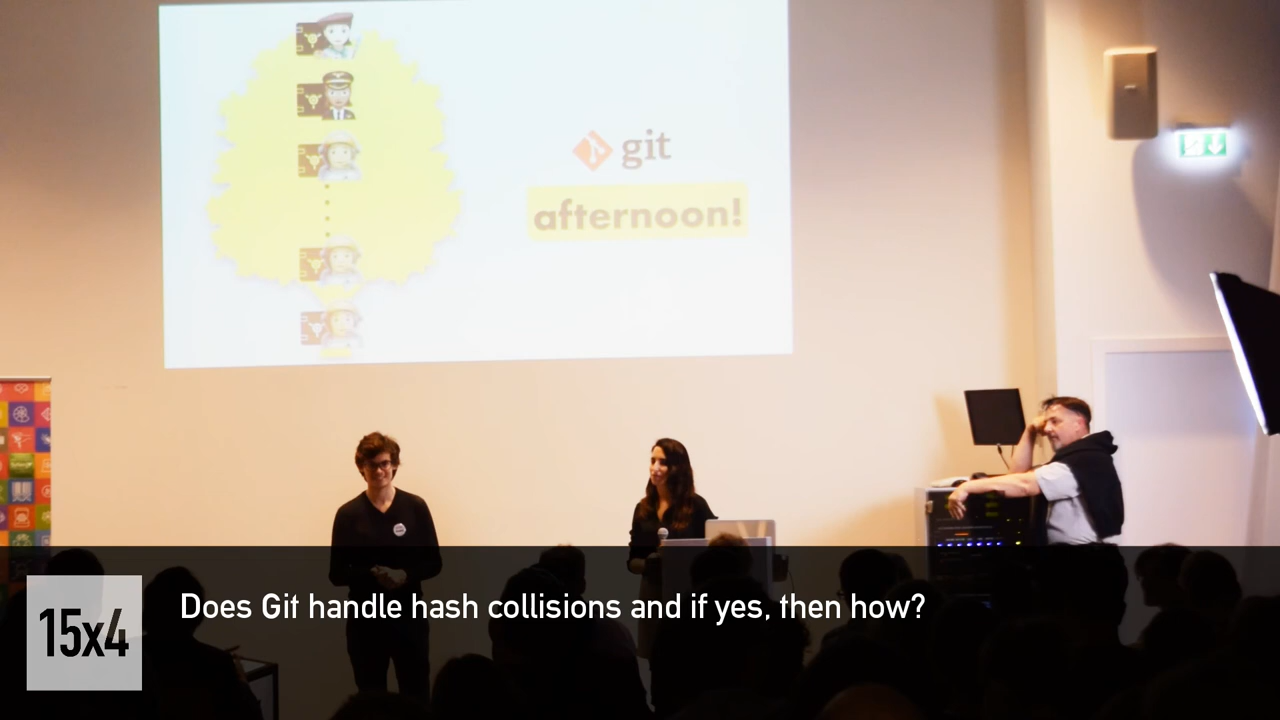 git
afternoon!
15x4
Does Git handle hash collisions and if yes, then how?